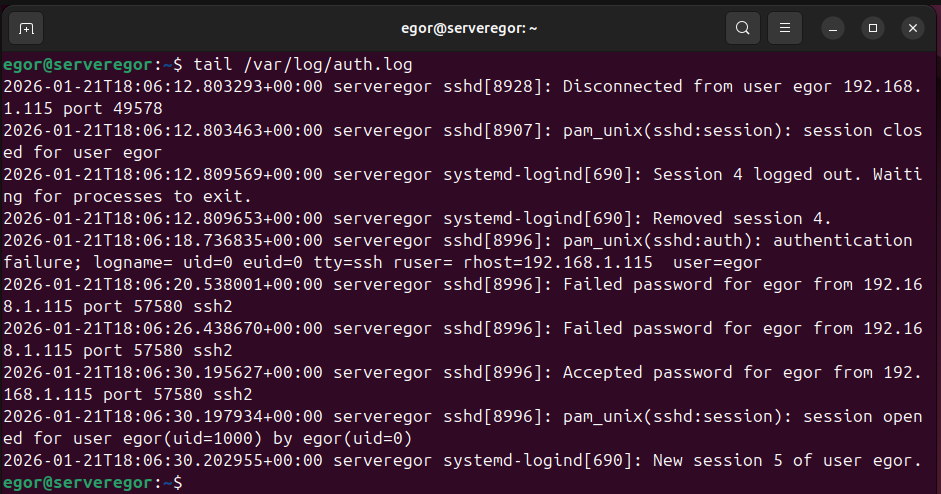 egor@serveregor: ~
egor@serveregor:~$ tail /var/log/auth.log
2026-01-21T18:06:12.803293+00:00 serveregor sshd[8928]: Disconnected from user egor 192.168.
1.115 port 49578
2026-01-21T18:06:12.803463+00:00 serveregor sshd[8907]: pam_unix(sshd:session): session clos
ed for user egor
2026-01-21T18:06:12.809569+00:00 serveregor systemd-logind[690]: Session 4 logged out. Waiti
ng for processes to exit.
2026-01-21T18:06:12.809653+00:00 serveregor systemd-logind[690]: Removed session 4.
2026-01-21T18:06:18.736835+00:00 serveregor sshd[8996]: pam_unix(sshd:auth): authentication
failure; logname= uid=0 euid=0 tty=ssh ruser= rhost=192.168.1.115  user=egor
2026-01-21T18:06:20.538001+00:00 serveregor sshd[8996]: Failed password for egor from 192.16
8.1.115 port 57580 ssh2
2026-01-21T18:06:26.438670+00:00 serveregor sshd[8996]: Failed password for egor from 192.16
8.1.115 port 57580 ssh2
2026-01-21T18:06:30.195627+00:00 serveregor sshd[8996]: Accepted password for egor from 192.
168.1.115 port 57580 ssh2
2026-01-21T18:06:30.197934+00:00 serveregor sshd[8996]: pam_unix(sshd:session): session open
ed for user egor(uid=1000) by egor(uid=0)
2026-01-21T18:06:30.202955+00:00 serveregor systemd-logind[690]: New session 5 of user egor.
egor@serveregor:~$